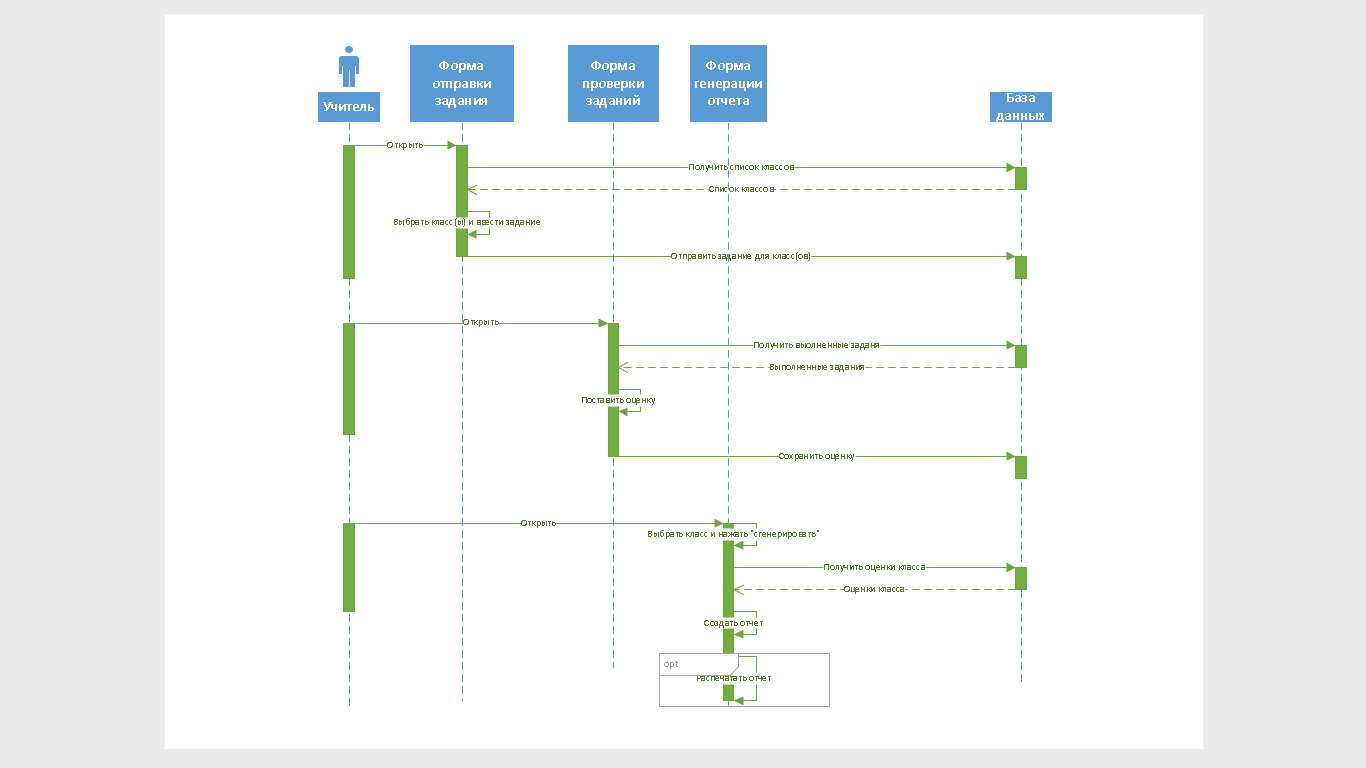 Учитель
Форма
отправки
задания
Форма
проверки
заданий
Форма
генерации
отчета
База
данных
Открыть
Получить список классов
Список классов
Выбрать класс(ы) и ввести задание
Отправить задание для класс(ов)
Открыть
Получить выолненные заданя
Выполненные задания
Поставить оценку
Сохранить оценку
Открыть
Выбрать класс и нажать "сгенерировать"
Получить оценки класса
Оценки класса
Создать отчет
opt
Распечатать отчет